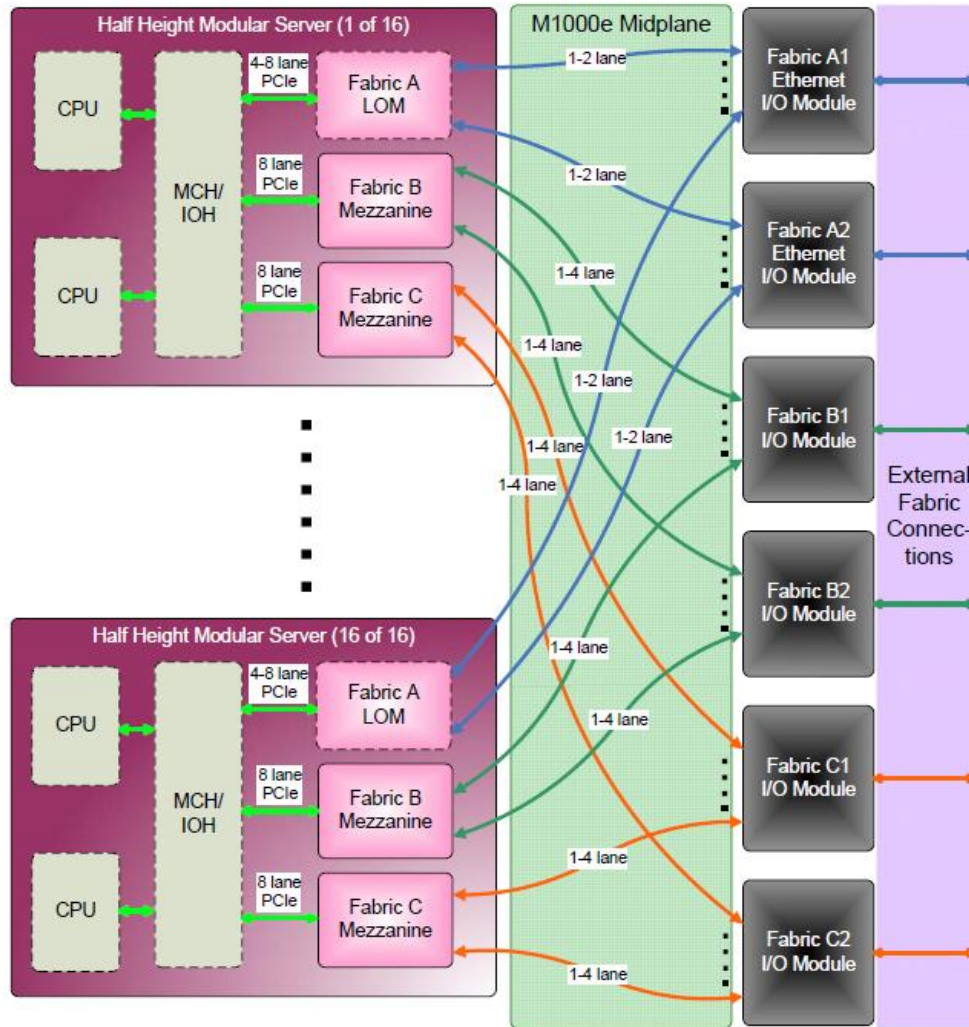 Half Height Modular Server (1 of 16)
CPU
CPU
MCH/
IOH
4-8 lane
PCIe
8 lane
PCIe
8 lane
PCIe
Fabric A
LOM
Fabric B
Mezzanine
Fabric C
Mezzanine
Half Height Modular Server (16 of 16)
CPU
CPU
MCH/
IOH
4-8 lane
PCIe
8 lane
PCIe
8 lane
PCIe
Fabric A
LOM
Fabric B
Mezzanine
Fabric C
Mezzanine
M1000e Midplane
1-2 lane
1-2 lane
1-4 lane
1-4 lane
1-2 lane
1-2 lane
1-4 lane
1-4 lane
1-4 lane
1-4 lane
1-4 lane
1-4 lane
Fabric A1
Ethernet
I/O Module
Fabric A2
Ethernet
I/O Module
Fabric B1
I/O Module
Fabric B2
I/O Module
Fabric C1
I/O Module
Fabric C2
I/O Module
External
Fabric
Connec-
tions